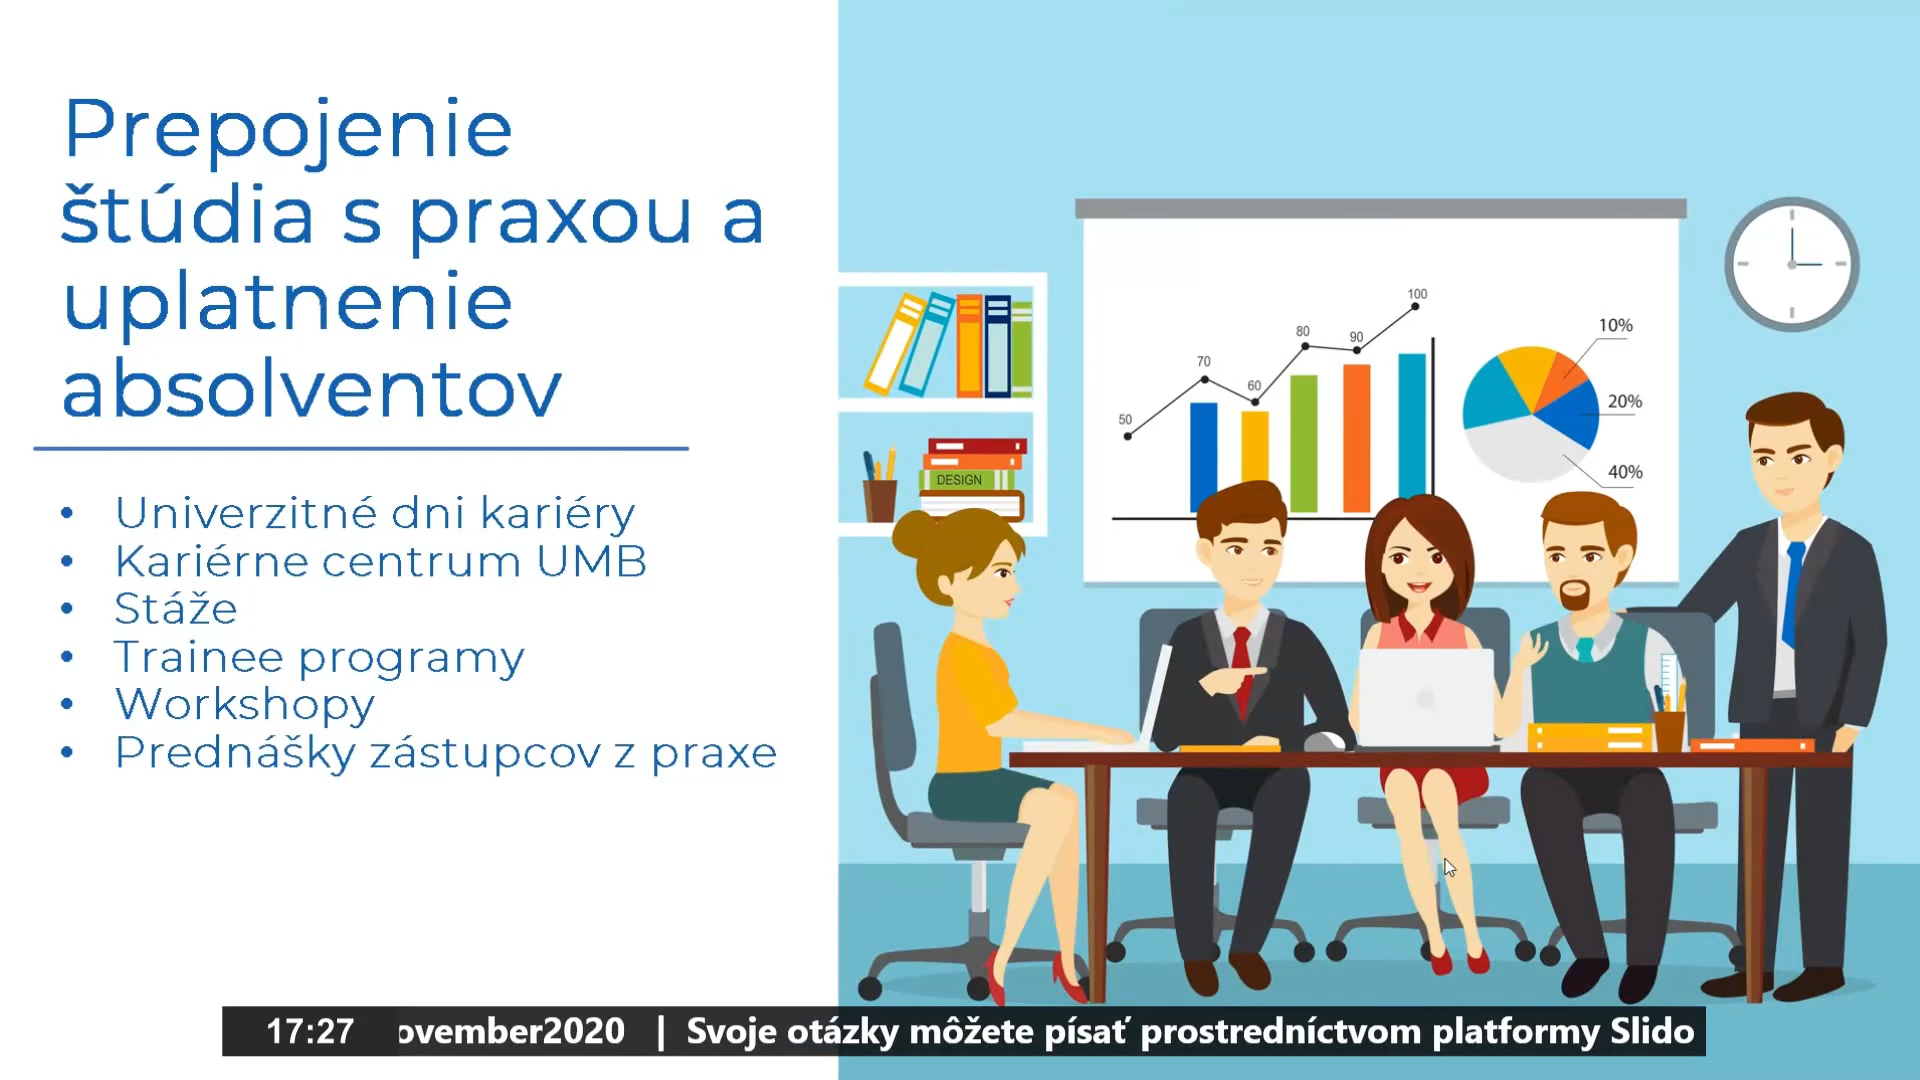 Prepojenie
štúdia s praxou a
uplatnenie
absolventov
• Univerzitné dni kariéry
• Kariérne centrum UMB
• Stáže
• Trainee programy
• Workshopy
• Prednášky zástupcov z praxe
50
70
60
80
90
100
10%
20%
40%
DESIGN
17:27 ovember2020 | Svoje otázky môžete písať prostredníctvom platformy Slido